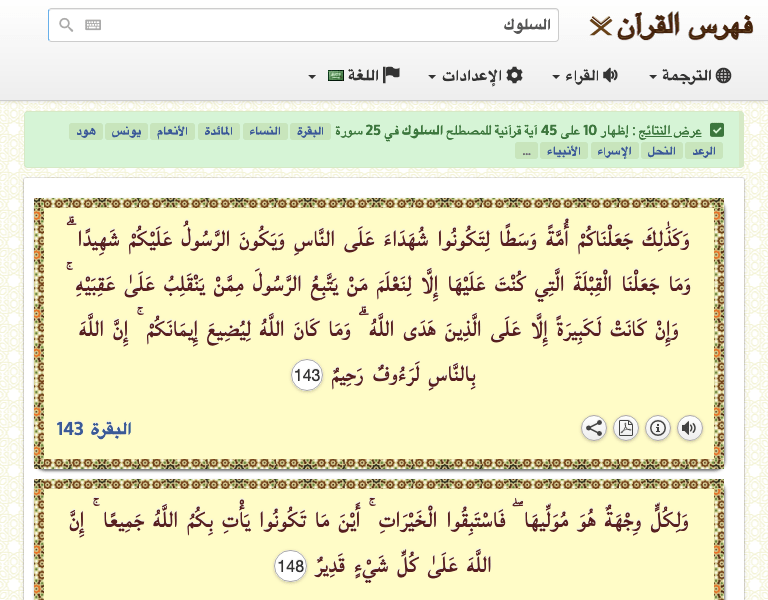 فهرس القرآن
السلوك
الترجمة
القراء
الإعدادات
اللغة
عرض النتائج : إظهار 10 على 45 آية قرآنية للمصطلح السلوك في 25 سورة البقرة النساء المائدة الأنعام يونس هود
الرعد النحل الإسراء الأنبياء ...
وَكَذَٰلِكَ جَعَلْنَاكُمْ أُمَّةً وَسَطًا لِتَكُونُوا شُهَدَاءَ عَلَى النَّاسِ وَيَكُونَ الرَّسُولُ عَلَيْكُمْ شَهِيدًا ۗ
وَمَا جَعَلْنَا الْقِبْلَةَ الَّتِي كُنْتَ عَلَيْهَا إِلَّا لِنَعْلَمَ مَنْ يَتَّبِعُ الرَّسُولَ مِمَّنْ يَنْقَلِبُ عَلَىٰ عَقِبَيْهِ ۚ
وَإِنْ كَانَتْ لَكَبِيرَةً إِلَّا عَلَى الَّذِينَ هَدَى اللَّهُ ۗ وَمَا كَانَ اللَّهُ لِيُضِيعَ إِيمَانَكُمْ ۚ إِنَّ اللَّهَ
بِالنَّاسِ لَرَءُوفٌ رَحِيمٌ 143
البقرة 143
وَلِكُلٍّ وِجْهَةٌ هُوَ مُوَلِّيهَا ۖ فَاسْتَبِقُوا الْخَيْرَاتِ ۚ أَيْنَ مَا تَكُونُوا يَأْتِ بِكُمُ اللَّهُ جَمِيعًا ۚ إِنَّ
اللَّهَ عَلَىٰ كُلِّ شَيْءٍ قَدِيرٌ 148